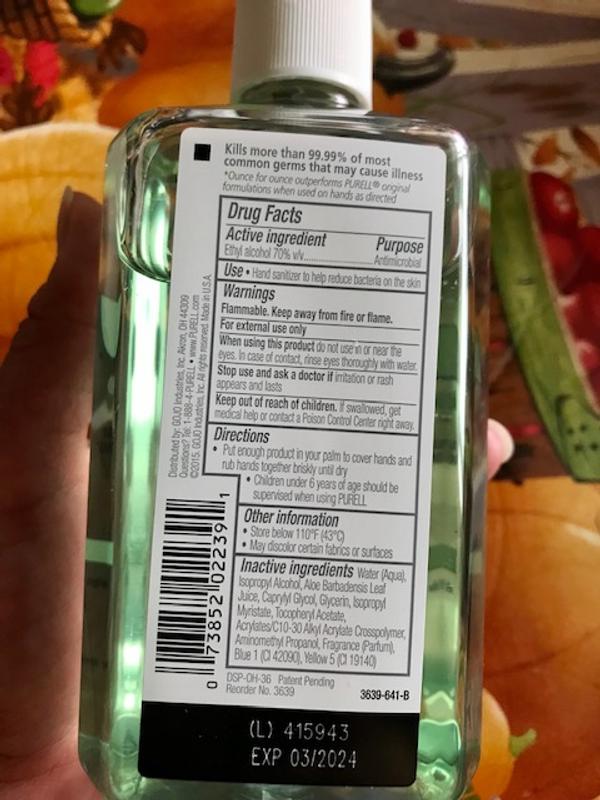 Kills more than 99.99% of most
common germs that may cause illness
*Ounce for ounce outperforms PURELL® original
formulations when used on hands as directed
Drug Facts
Active ingredient Purpose
Ethyl alcohol 70% v/v.....................Antimicrobial
Use • Hand sanitizer to help reduce bacteria on the skin
Warnings
Flammable. Keep away from fire or flame.
For external use only
When using this product do not use in or near the
eyes. In case of contact, rinse eyes thoroughly with water.
Stop use and ask a doctor if irritation or rash
appears and lasts
Keep out of reach of children. If swallowed, get
medical help or contact a Poison Control Center right away.
Directions
• Put enough product in your palm to cover hands and
rub hands together briskly until dry
• Children under 6 years of age should be
supervised when using PURELL
Other information
• Store below 110°F (43°C)
• May discolor certain fabrics or surfaces
Inactive ingredients Water (Aqua),
Isopropyl Alcohol, Aloe Barbadensis Leaf
Juice, Caprylyl Glycol, Glycerin, Isopropyl
Myristate, Tocopheryl Acetate,
Acrylates/C10-30 Alkyl Acrylate Crosspolymer,
Aminomethyl Propanol, Fragrance (Parfum),
Blue 1 (CI 42090), Yellow 5 (CI 19140)
DSP-OH-36 Patent Pending
Reorder No. 3639
3639-641-B
Distributed by: GOJO Industries, Inc. Akron, OH 44309
Questions? Tel: 1-888-4-PURELL • www.PURELL.com
©2015. GOJO Industries, Inc. All rights reserved. Made in U.S.A.
0 73852 02239 1
(L) 415943
EXP 03/2024